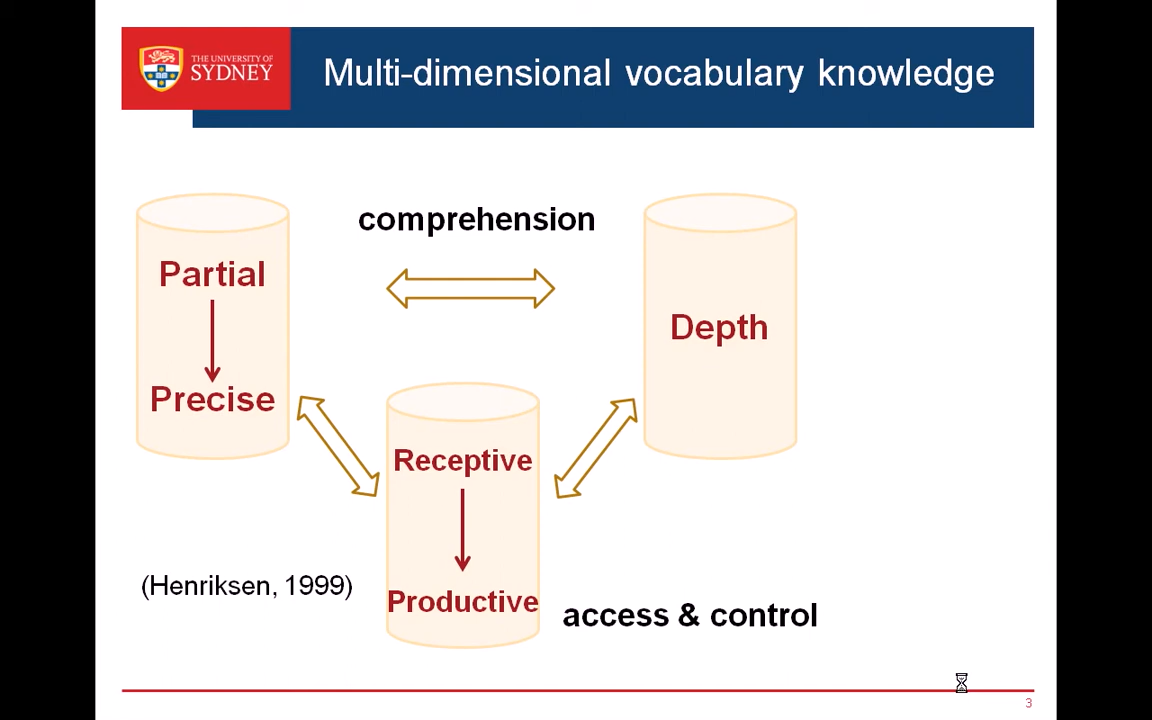 THE UNIVERSITY OF
SYDNEY
Multi-dimensional vocabulary knowledge
comprehension
Partial
Precise
Depth
Receptive
Productive
(Henriksen, 1999)
access & control
3